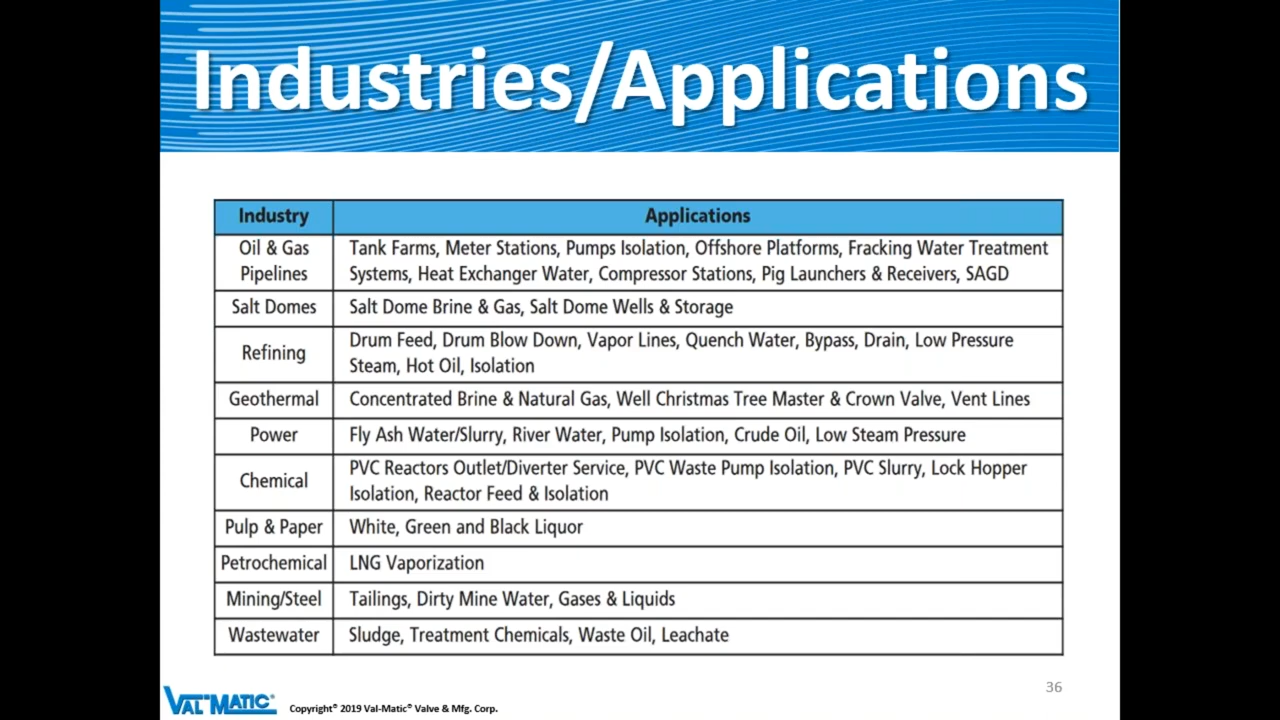 Industries/Applications
Industry Applications
Oil & Gas Pipelines
Tank Farms, Meter Stations, Pumps Isolation, Offshore Platforms, Fracking Water Treatment
Systems, Heat Exchanger Water, Compressor Stations, Pig Launchers & Receivers, SAGD
Salt Domes Salt Dome Brine & Gas, Salt Dome Wells & Storage
Refining
Drum Feed, Drum Blow Down, Vapor Lines, Quench Water, Bypass, Drain, Low Pressure
Steam, Hot Oil, Isolation
Geothermal Concentrated Brine & Natural Gas, Well Christmas Tree Master & Crown Valve, Vent Lines
Power Fly Ash Water/Slurry, River Water, Pump Isolation, Crude Oil, Low Steam Pressure
Chemical
PVC Reactors Outlet/Diverter Service, PVC Waste Pump Isolation, PVC Slurry, Lock Hopper
Isolation, Reactor Feed & Isolation
Pulp & Paper White, Green and Black Liquor
Petrochemical LNG Vaporization
Mining/Steel Tailings, Dirty Mine Water, Gases & Liquids
Wastewater Sludge, Treatment Chemicals, Waste Oil, Leachate
36
VAL-MATIC® Copyright® 2019 Val-Matic® Valve & Mfg. Corp.